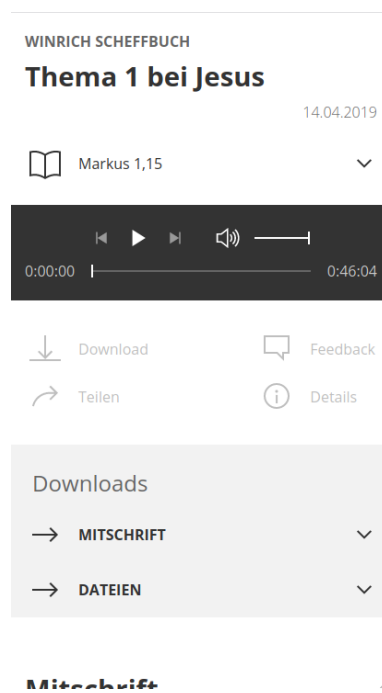 WINRICH SCHEFFBUCH
Thema 1 bei Jesus
14.04.2019
Markus 1,15
0:00:00 0:46:04
Download Feedback
Teilen Details
Downloads
MITSCHRIFT
DATEIEN
Mitschrift